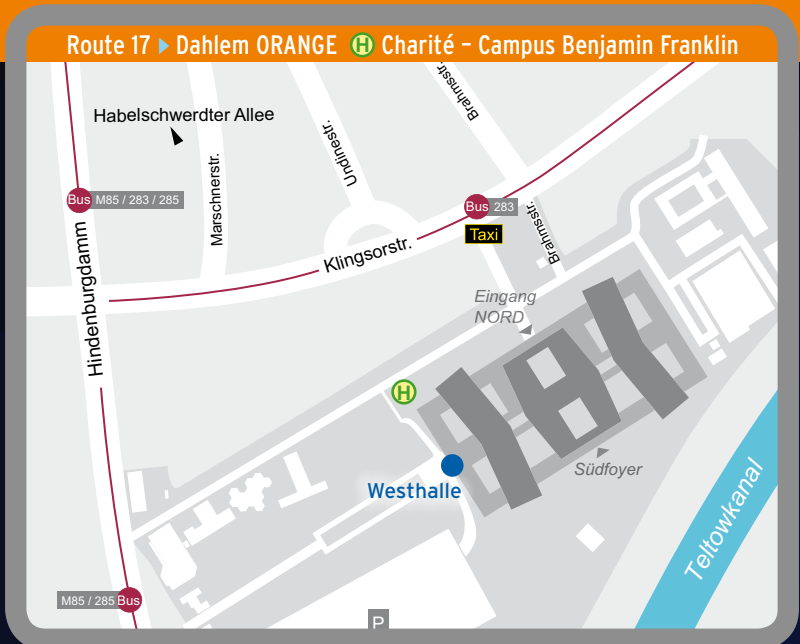 Route 17 ▶ Dahlem ORANGE H Charité – Campus Benjamin Franklin
Habelschwerdter Allee
Brahmsstr.
Undinestr.
Marschnerstr.
Bus M85 / 283 / 285
Bus 283
Taxi
Brahmsstr.
Klingsorstr.
Hindenburgdamm
Eingang
NORD
H
Westhalle
Südfoyer
Teltowkanal
M85 / 285 Bus
P